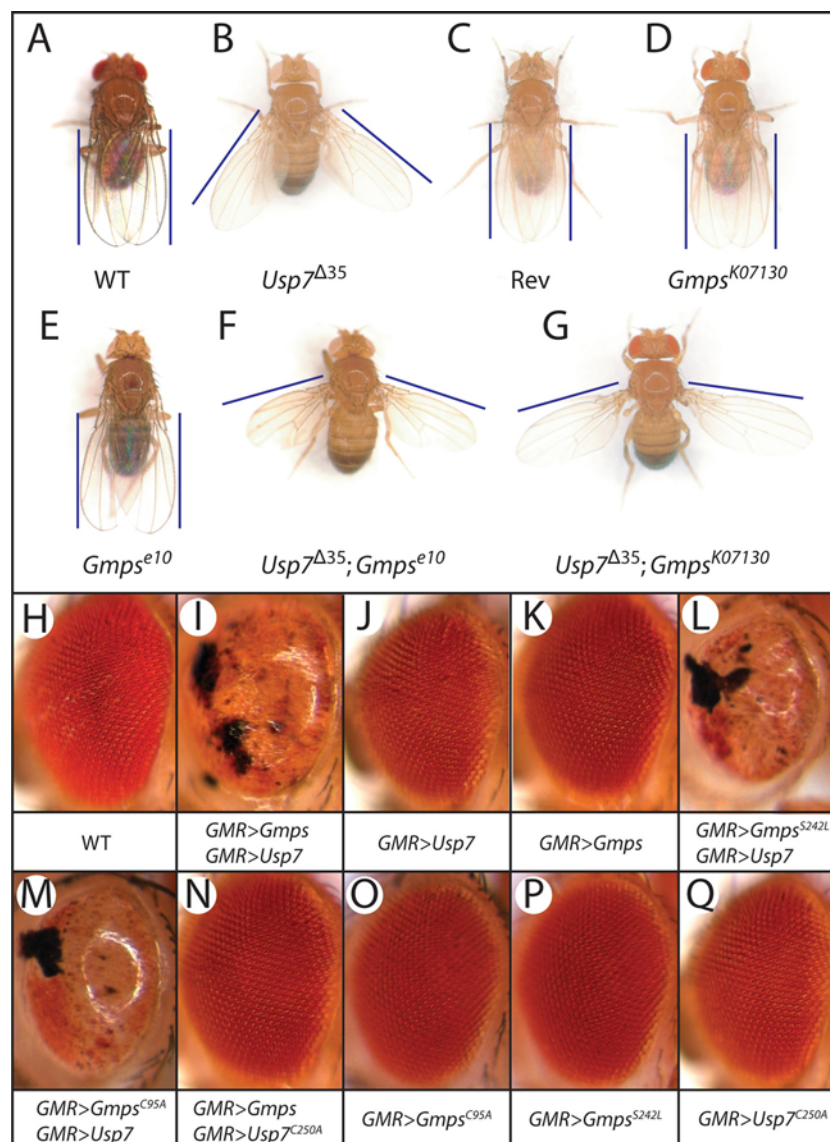 A B C D
WT Usp7Δ35 Rev GmpsK07130
E F G
Gmpse10 Usp7Δ35; Gmpse10 Usp7Δ35; GmpsK07130
H I J K L
WT
GMR>Gmps
GMR>Usp7
GMR>Usp7
GMR>Gmps
GMR>GmpsS242L
GMR>Usp7
M N O P Q
GMR>GmpsC95A
GMR>Usp7
GMR>Gmps
GMR>Usp7C250A
GMR>GmpsC95A
GMR>GmpsS242L
GMR>Usp7C250A